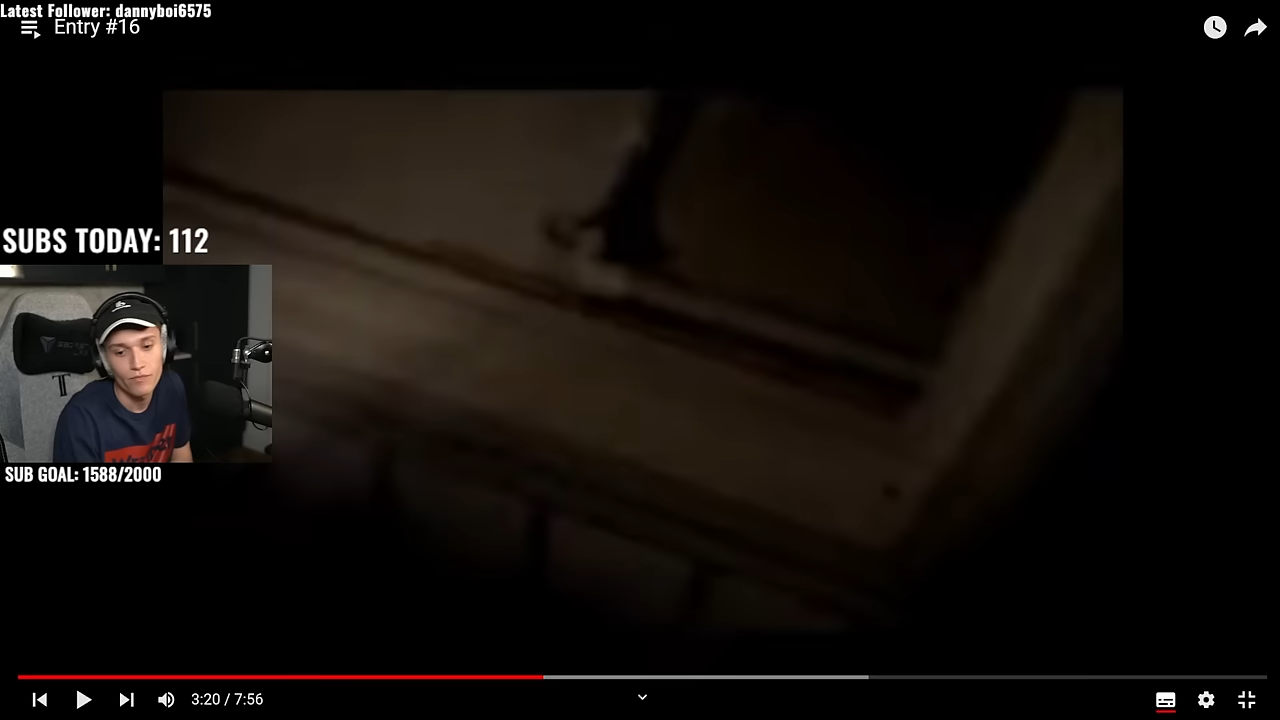 Latest Follower: dannyboi6575
Entry #16
SUBS TODAY: 112
SUB GOAL: 1588/2000
3:20 / 7:56